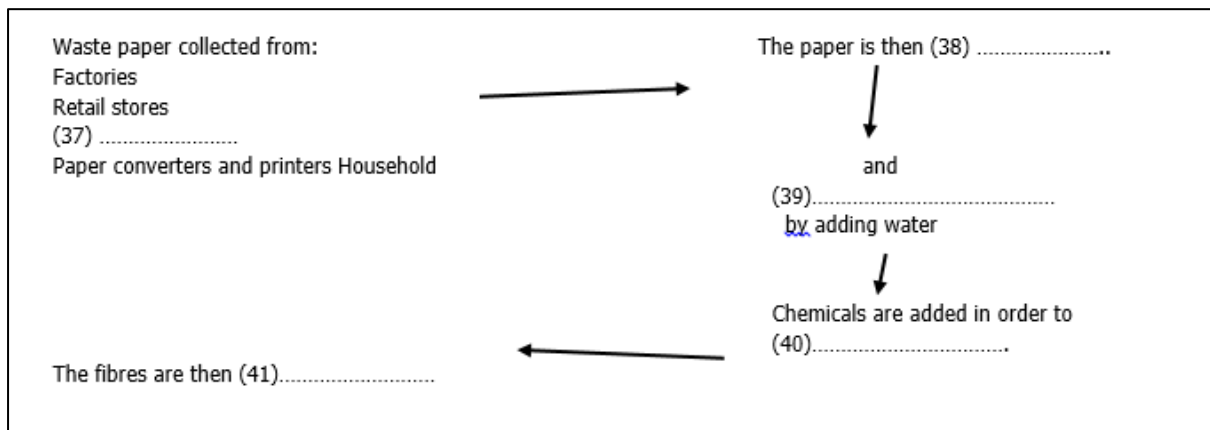 Waste paper collected from:
Factories
Retail stores
(37) ........................
Paper converters and printers Household
The paper is then (38) ......................
and
(39)..........................................
by adding water
Chemicals are added in order to
(40).................................
The fibres are then (41)...........................